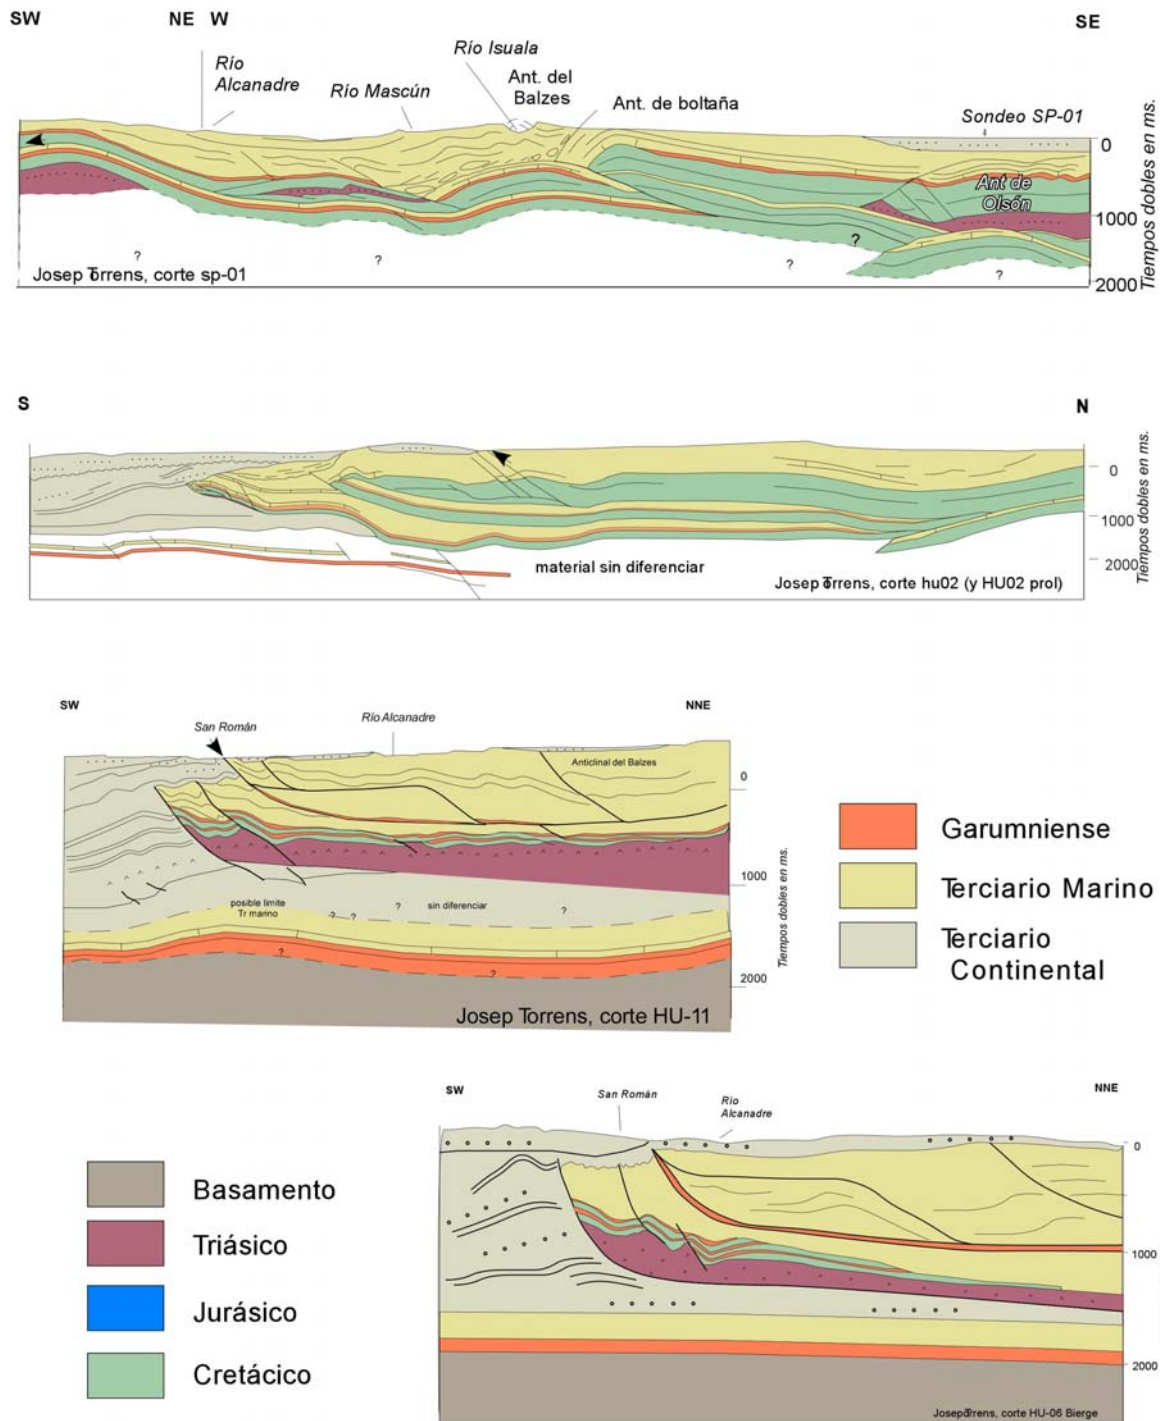 SW
NE W
SE
Río
Alcanadre
Río Mascún
Río Isuala
Ant. del
Balzes
Ant. de boltaña
Sondeo SP-01
0
Ant de
Olsón
1000
2000
Tiempos dobles en ms.
?
?
?
?
?
Josep Torrens, corte sp-01
S
N
0
1000
2000
Tiempos dobles en ms.
material sin diferenciar
Josep Torrens, corte hu02 (y HU02 prol)
SW
NNE
San Román
Río Alcanadre
Anticlinal del Balzes
0
1000
2000
Tiempos dobles en ms.
posible limite
Tr marino
? ?
?
sin diferenciar
?
?
?
Josep Torrens, corte HU-11
Garumniense
Terciario Marino
Terciario
Continental
SW
NNE
San Román
Río
Alcanadre
0
1000
2000
Josep Torrens, corte HU-06 Bierge
Basamento
Triásico
Jurásico
Cretácico